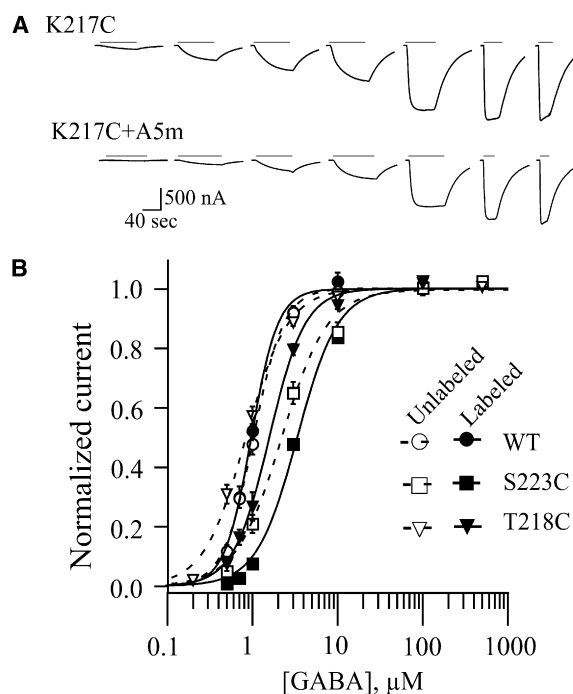 A K217C
K217C+A5m
500 nA
40 sec
B
Normalized current
1.0
0.8
0.6
0.4
0.2
0.0
0.1 1 10 100 1000
[GABA], µM
Unlabeled Labeled
WT
S223C
T218C